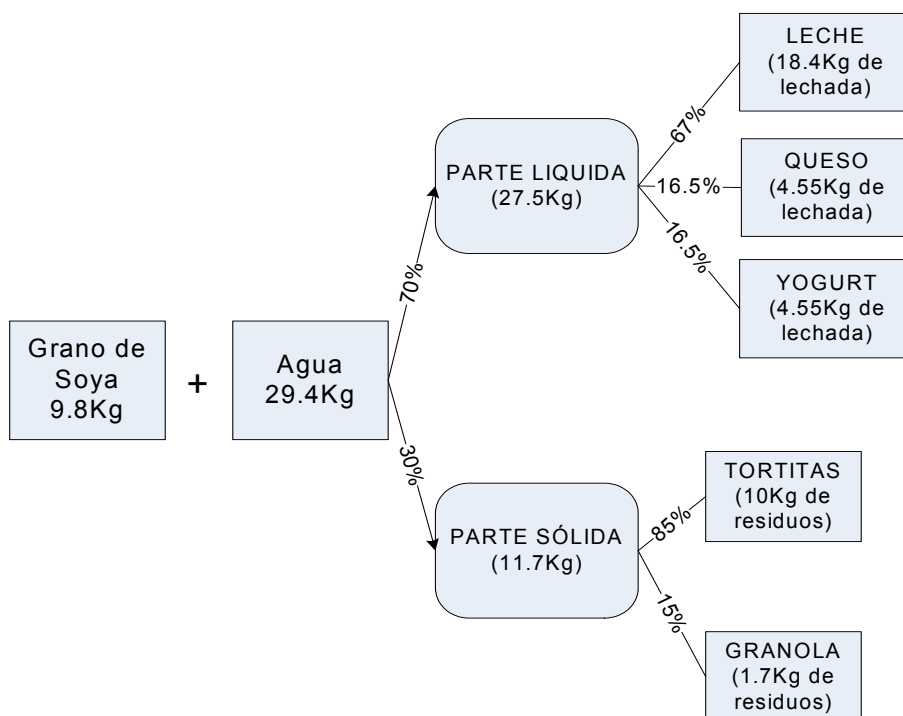 Grano de
Soya
9.8Kg
+
Agua
29.4Kg
70%
30%
PARTE LIQUIDA
(27.5Kg)
67%
16.5%
16.5%
LECHE
(18.4Kg de
lechada)
QUESO
(4.55Kg de
lechada)
YOGURT
(4.55Kg de
lechada)
PARTE SÓLIDA
(11.7Kg)
85%
15%
TORTITAS
(10Kg de
residuos)
GRANOLA
(1.7Kg de
residuos)